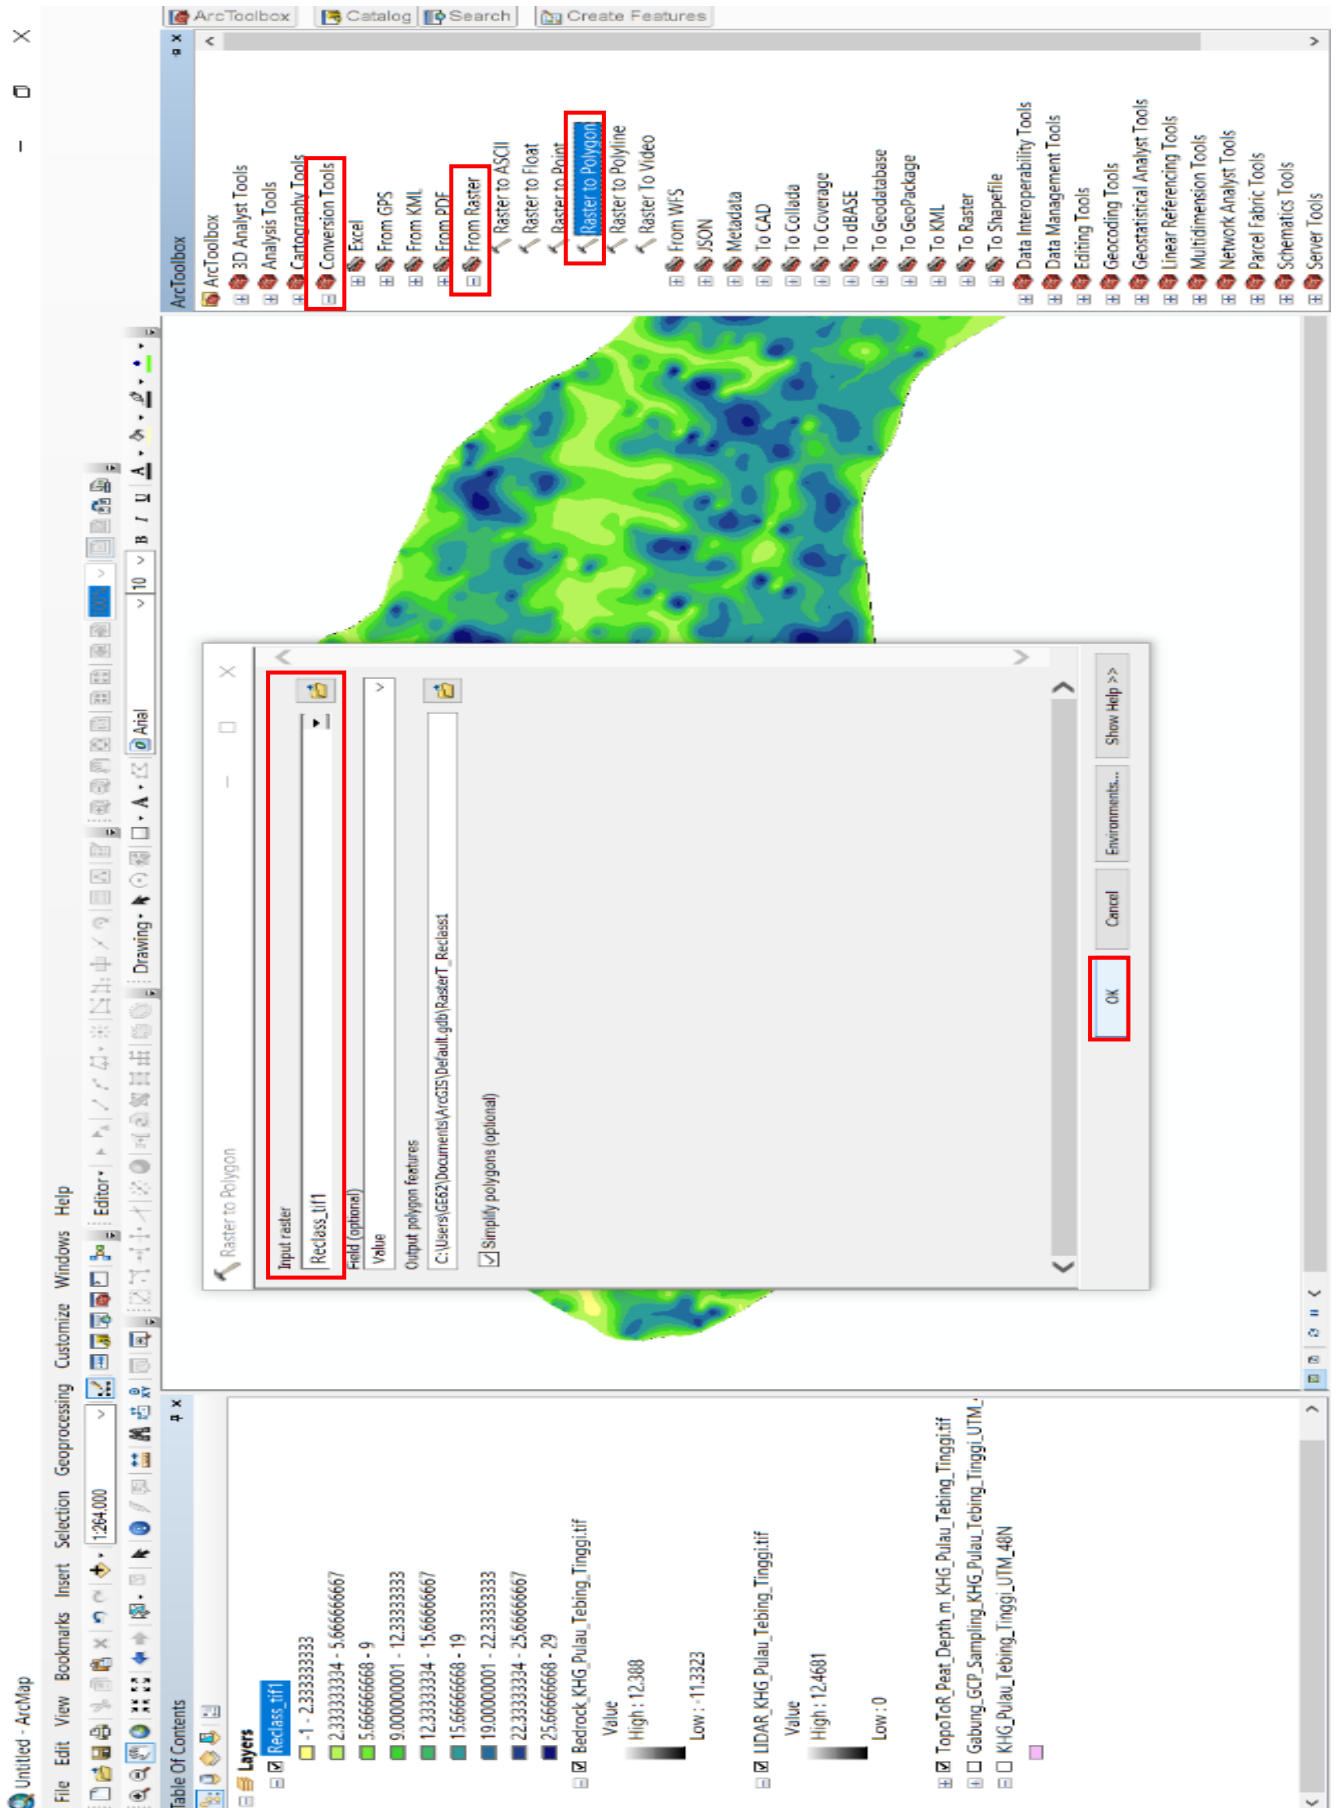 Untitled - ArcMap
File Edit View Bookmarks Insert Selection Geoprocessing Customize Windows Help
1:264,000
Editor
100%
Drawing
Arial
10
B I U
Table Of Contents
Layers
Reclass_tif1
-1 - 2.33333333
2.33333334 - 5.666666667
5.66666668 - 9
9.00000001 - 12.33333333
12.33333334 - 15.66666667
15.66666668 - 19
19.00000001 - 22.33333333
22.33333334 - 25.66666667
25.66666668 - 29
Bedrock_KHG_Pulau_Tebing_Tinggi.tif
Value
High : 12.388
Low : -11.3323
LIDAR_KHG_Pulau_Tebing_Tinggi.tif
Value
High : 12.4681
Low : 0
TopoToR_Peat_Depth_m_KHG_Pulau_Tebing_Tinggi.tif
Gabung_GCP_Sampling_KHG_Pulau_Tebing_Tinggi_UTM_
KHG_Pulau_Tebing_Tinggi_UTM_48N
Raster to Polygon
Input raster
Reclass_tif1
Field (optional)
Value
Output polygon features
C:\Users\GE62\Documents\ArcGIS\Default.gdb\RasterT_Reclass1
Simplify polygons (optional)
OK
Cancel
Environments...
Show Help >>
ArcToolbox
ArcToolbox
3D Analyst Tools
Analysis Tools
Cartography Tools
Conversion Tools
Excel
From GPS
From KML
From PDF
From Raster
Raster to ASCII
Raster to Float
Raster to Point
Raster to Polygon
Raster to Polyline
Raster To Video
From WFS
JSON
Metadata
To CAD
To Collada
To Coverage
To dBASE
To Geodatabase
To GeoPackage
To KML
To Raster
To Shapefile
Data Interoperability Tools
Data Management Tools
Editing Tools
Geocoding Tools
Geostatistical Analyst Tools
Linear Referencing Tools
Multidimension Tools
Network Analyst Tools
Parcel Fabric Tools
Schematics Tools
Server Tools
ArcToolbox
Catalog
Search
Create Features